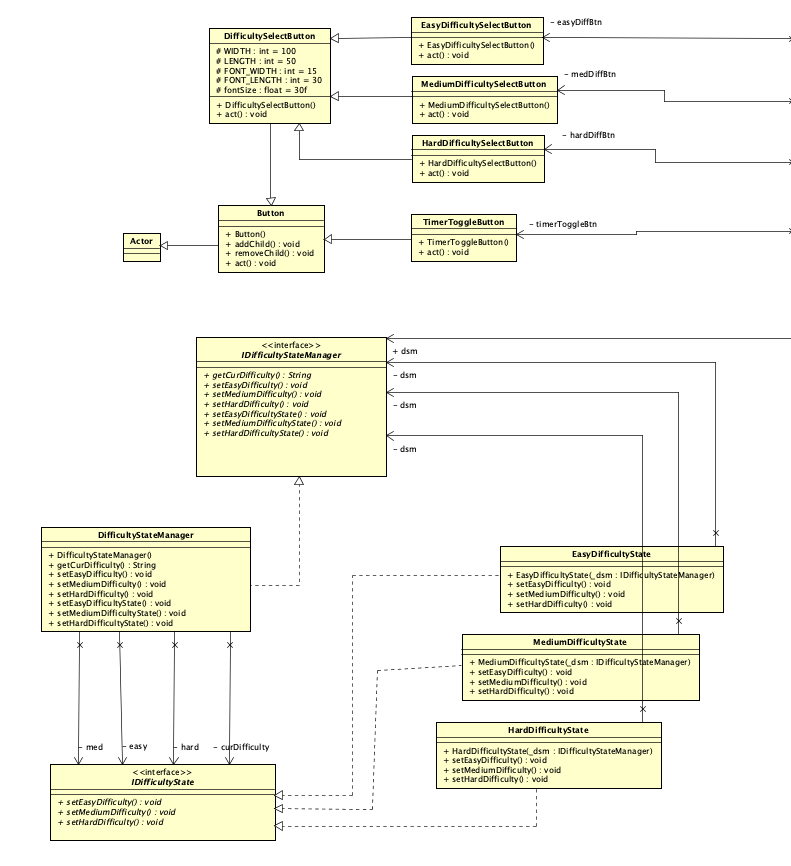 DifficultySelectButton
# WIDTH : int = 100
# LENGTH : int = 50
# FONT_WIDTH : int = 15
# FONT_LENGTH : int = 30
# fontSize : float = 30f
+ DifficultySelectButton()
+ act() : void
EasyDifficultySelectButton
+ EasyDifficultySelectButton()
+ act() : void
- easyDiffBtn
MediumDifficultySelectButton
+ MediumDifficultySelectButton()
+ act() : void
- medDiffBtn
HardDifficultySelectButton
+ HardDifficultySelectButton()
+ act() : void
- hardDiffBtn
Actor
Button
+ Button()
+ addChild() : void
+ removeChild() : void
+ act() : void
TimerToggleButton
+ TimerToggleButton()
+ act() : void
- timerToggleBtn
<<interface>>
IDifficultyStateManager
+ getCurDifficulty() : String
+ setEasyDifficulty() : void
+ setMediumDifficulty() : void
+ setHardDifficulty() : void
+ setEasyDifficultyState() : void
+ setMediumDifficultyState() : void
+ setHardDifficultyState() : void
+ dsm
- dsm
- dsm
- dsm
DifficultyStateManager
+ DifficultyStateManager()
+ getCurDifficulty() : String
+ setEasyDifficulty() : void
+ setMediumDifficulty() : void
+ setHardDifficulty() : void
+ setEasyDifficultyState() : void
+ setMediumDifficultyState() : void
+ setHardDifficultyState() : void
EasyDifficultyState
+ EasyDifficultyState(_dsm : IDifficultyStateManager)
+ setEasyDifficulty() : void
+ setMediumDifficulty() : void
+ setHardDifficulty() : void
MediumDifficultyState
+ MediumDifficultyState(_dsm : IDifficultyStateManager)
+ setEasyDifficulty() : void
+ setMediumDifficulty() : void
+ setHardDifficulty() : void
HardDifficultyState
+ HardDifficultyState(_dsm : IDifficultyStateManager)
+ setEasyDifficulty() : void
+ setMediumDifficulty() : void
+ setHardDifficulty() : void
- med
- easy
- hard
- curDifficulty
<<interface>>
IDifficultyState
+ setEasyDifficulty() : void
+ setMediumDifficulty() : void
+ setHardDifficulty() : void